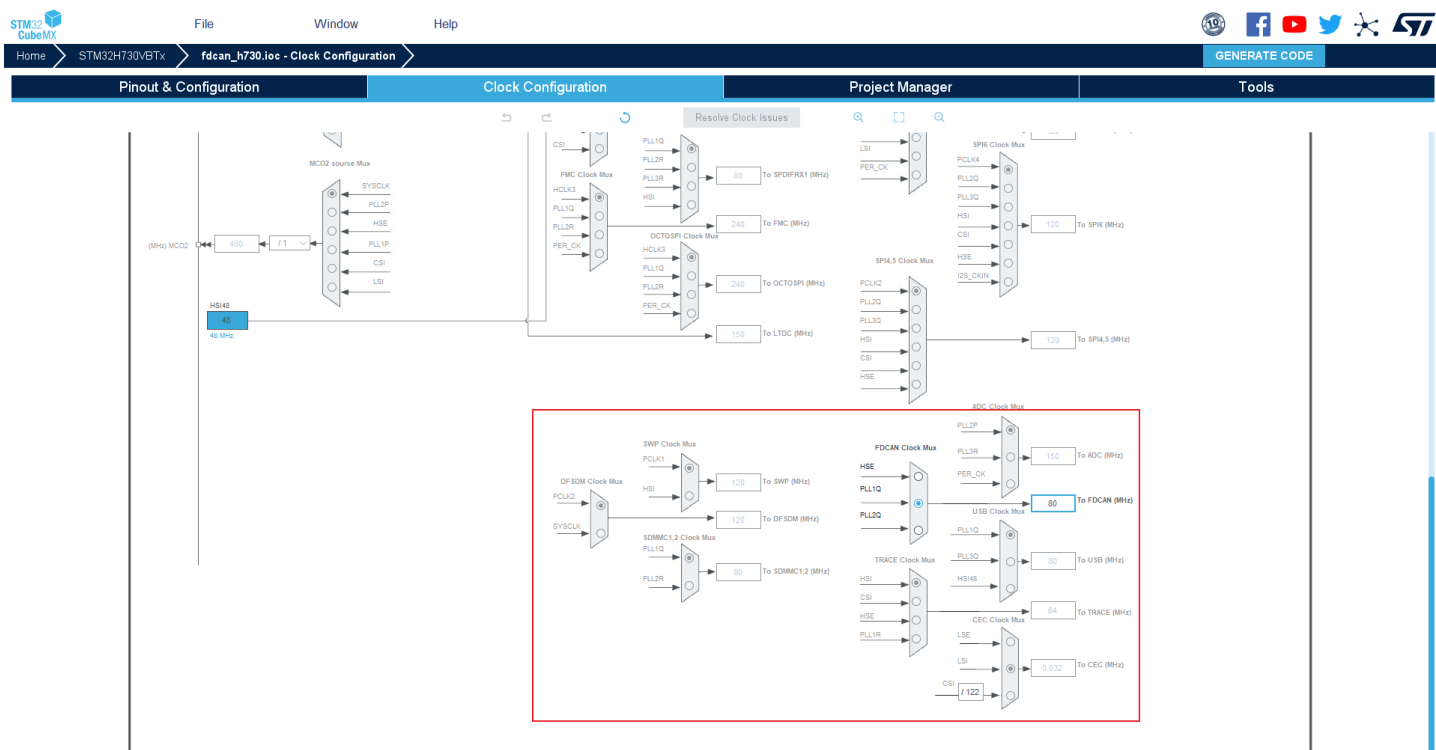 STM32
CubeMX
File
Window
Help
10
Home
STM32H730VBTx
fdcan_h730.ioc - Clock Configuration
GENERATE CODE
Pinout & Configuration
Clock Configuration
Project Manager
Tools
Resolve Clock Issues
MCO2 source Mux
SYSCLK
PLL2P
HSE
PLL1P
CSI
LSI
(MHz) MCO2
480
/ 1
HSI48
48
48 MHz
CSI
FMC Clock Mux
HCLK3
PLL1Q
PLL2R
PER_CK
PLL1Q
PLL2R
PLL3R
HSI
80
To SPDIFRX1 (MHz)
240
To FMC (MHz)
OCTOSPI Clock Mux
HCLK3
PLL1Q
PLL2R
PER_CK
240
To OCTOSPI (MHz)
150
To LTDC (MHz)
LSI
PER_CK
SPI6 Clock Mux
PCLK4
PLL2Q
PLL3Q
HSI
CSI
HSE
I2S_CKIN
120
To SPI6 (MHz)
SPI4,5 Clock Mux
PCLK2
PLL2Q
PLL3Q
HSI
CSI
HSE
120
To SPI4,5 (MHz)
SWP Clock Mux
PCLK1
HSI
120
To SWP (MHz)
DFSDM Clock Mux
PCLK2
SYSCLK
120
To DFSDM (MHz)
SDMMC1,2 Clock Mux
PLL1Q
PLL2R
80
To SDMMC1,2 (MHz)
ADC Clock Mux
PLL2P
PLL3R
PER_CK
150
To ADC (MHz)
FDCAN Clock Mux
HSE
PLL1Q
PLL2Q
80
To FDCAN (MHz)
USB Clock Mux
PLL1Q
PLL3Q
HSI48
80
To USB (MHz)
TRACE Clock Mux
HSI
CSI
HSE
PLL1R
64
To TRACE (MHz)
CEC Clock Mux
LSE
LSI
CSI
/ 122
0.032
To CEC (MHz)